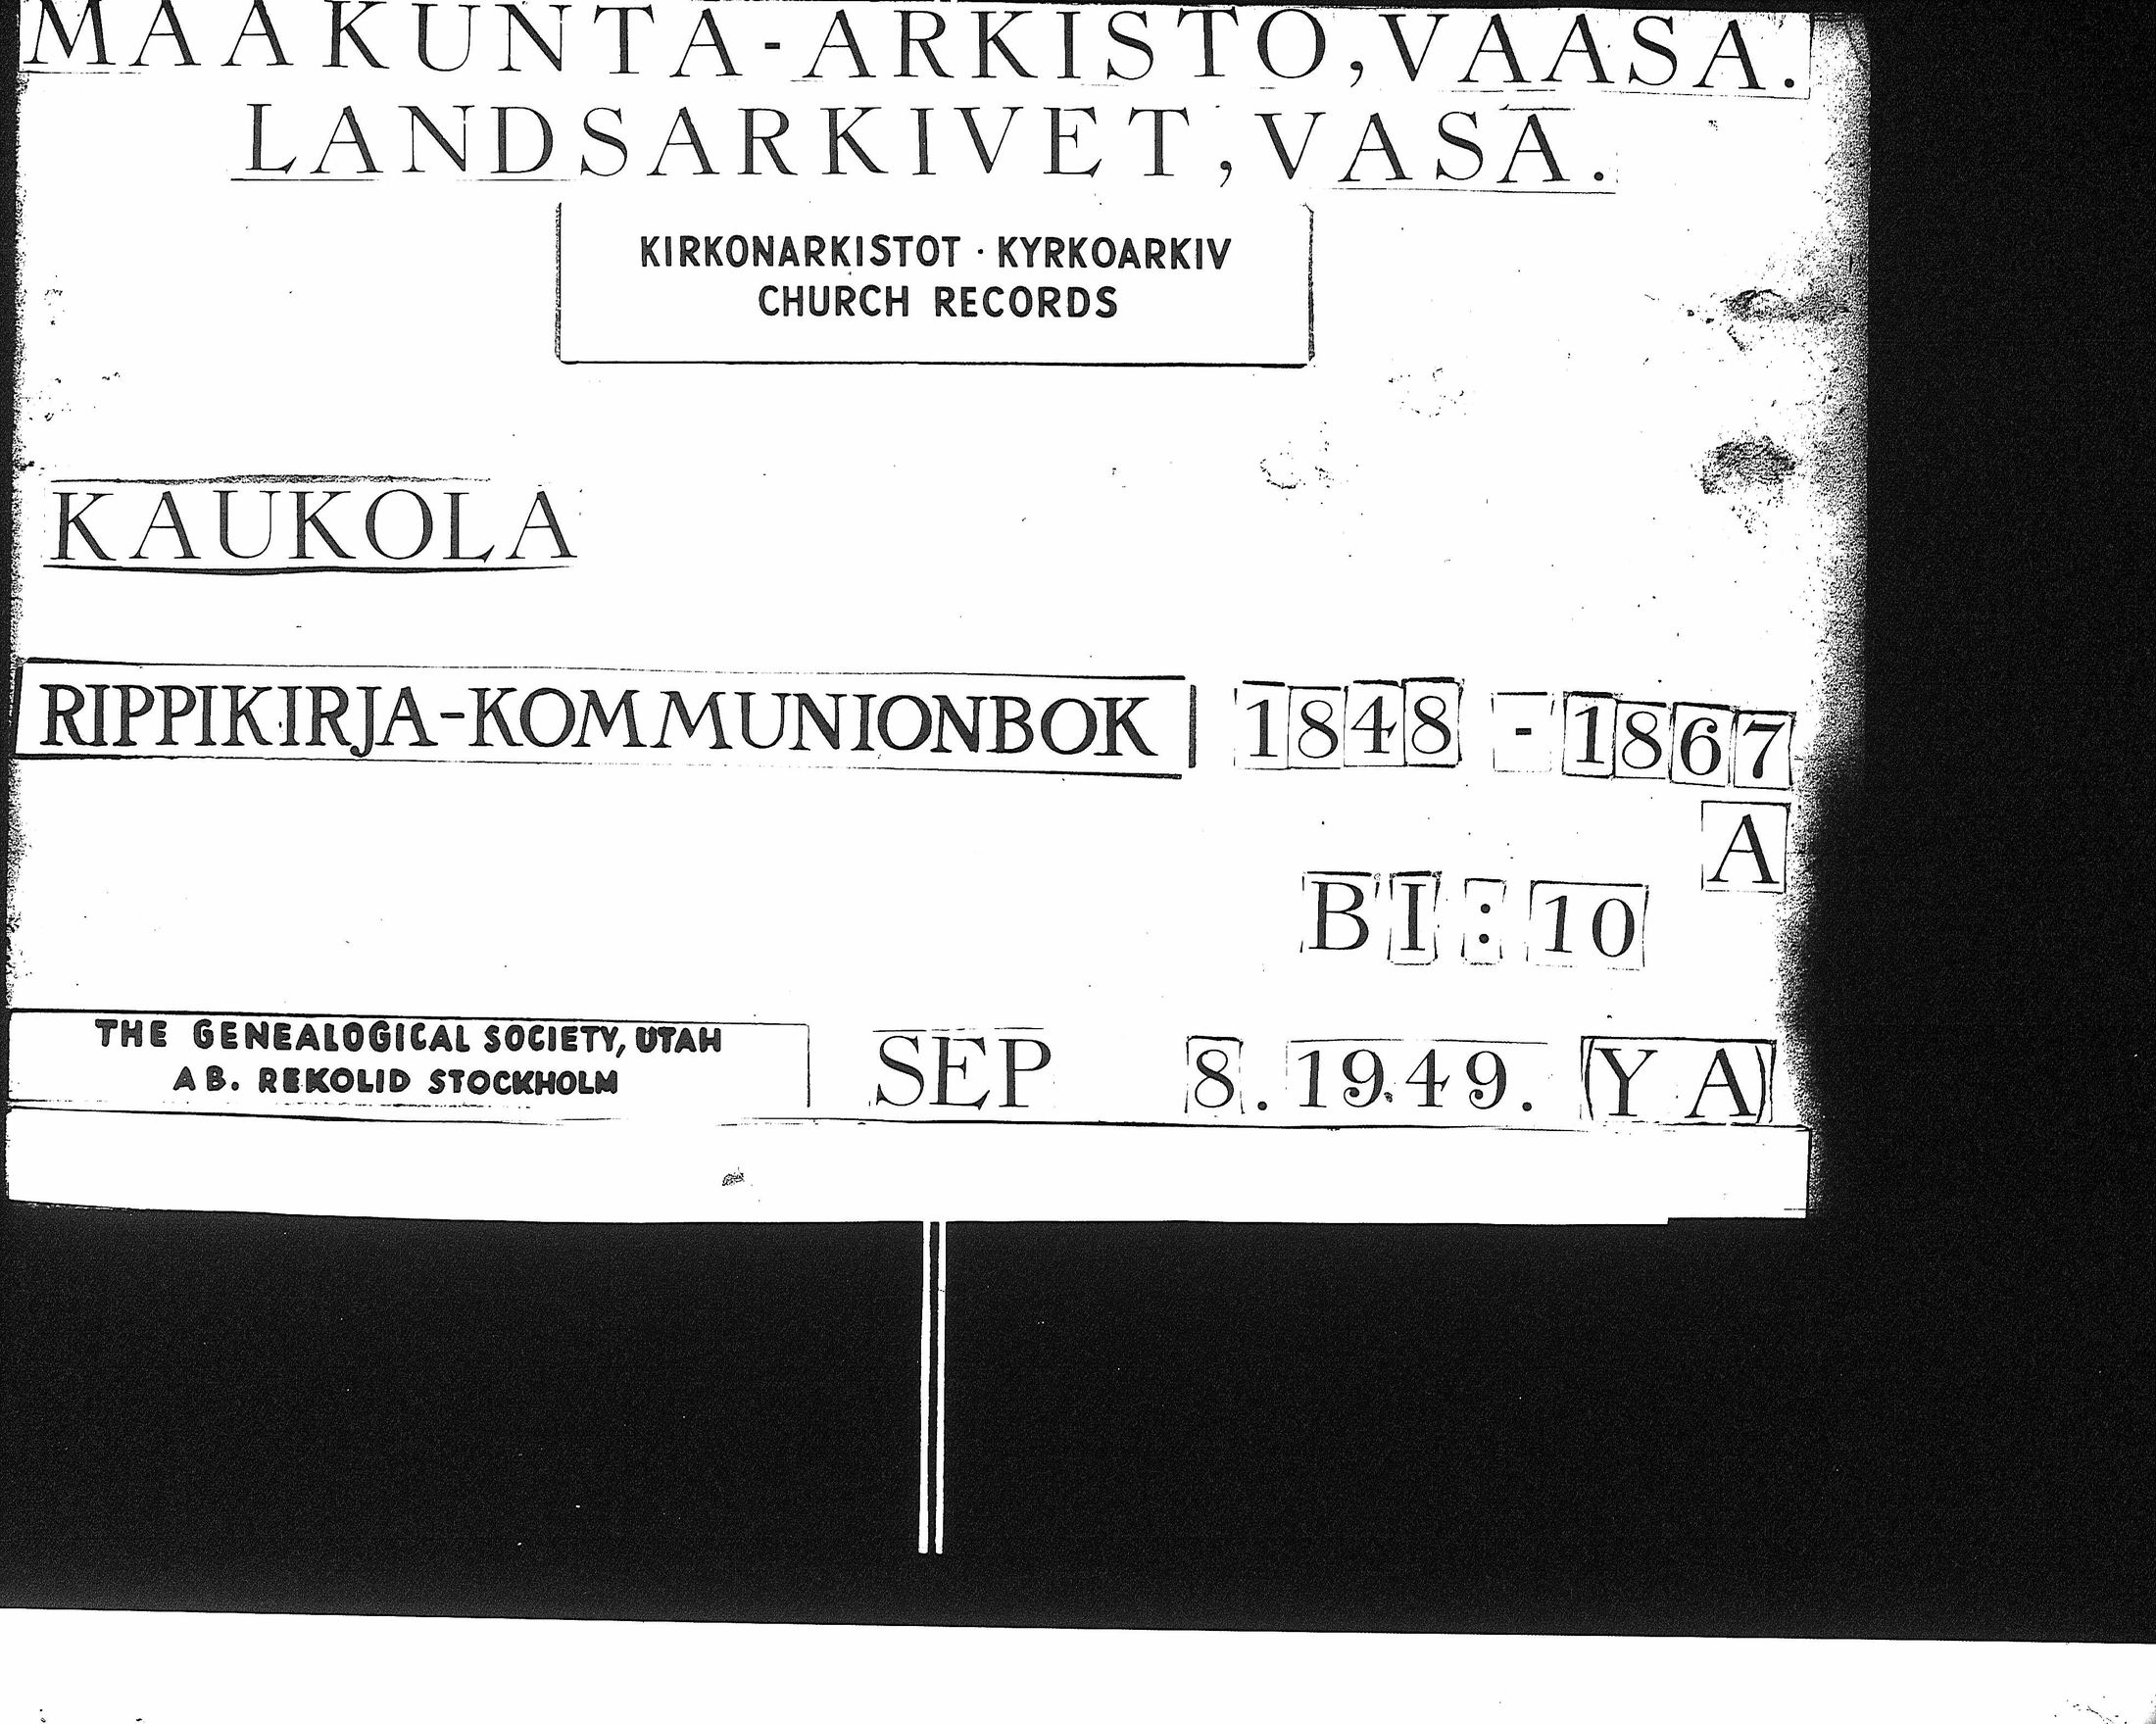 MAAKUNTA-ARKISTO,VAASA.
LANDSARKIVET,VASA.
KIRKONARKISTOT · KYRKOARKIV
CHURCH RECORDS
KAUKOLA
RIPPIKIRJA-KOMMUNIONBOK 1848 - 1867
A
BI:10
THE GENEALOGICAL SOCIETY, UTAH
AB. REKOLID STOCKHOLM
SEP 8.1949. (YA)